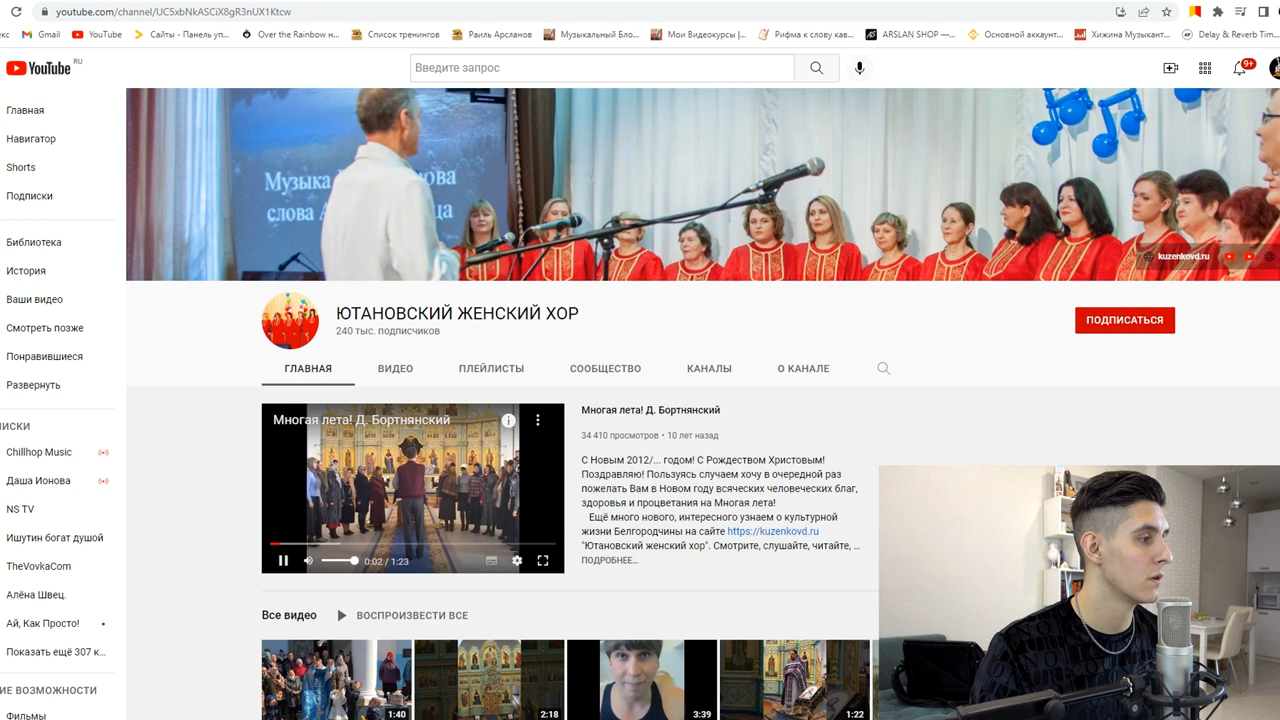 youtube.com/channel/UC5xbNkASCiX8gR3nUX1Ktcw
Gmail
YouTube
Сайты - Панель уп...
Over the Rainbow н...
Список тренингов
Раиль Арсланов
Музыкальный Бло...
Мои Видеокурсы |...
Рифма к слову кав...
ARSLAN SHOP —...
Основной аккаунт...
Хижина Музыкант...
Delay & Reverb Tim...
YouTube RU
Введите запрос
9+
Главная
Навигатор
Shorts
Подписки
Библиотека
История
Ваши видео
Смотреть позже
Понравившиеся
Развернуть
ПИСКИ
Chillhop Music
Даша Ионова
NS TV
Ишутин богат душой
TheVovkaCom
Алёна Швец.
Ай, Как Просто!
Показать ещё 307 к...
ИЕ ВОЗМОЖНОСТИ
Фильмы
Музыка
слова
kuzenkovd.ru
ЮТАНОВСКИЙ ЖЕНСКИЙ ХОР
240 тыс. подписчиков
ПОДПИСАТЬСЯ
ГЛАВНАЯ
ВИДЕО
ПЛЕЙЛИСТЫ
СООБЩЕСТВО
КАНАЛЫ
О КАНАЛЕ
Многая лета! Д. Бортнянский
0:02 / 1:23
Многая лета! Д. Бортнянский
34 410 просмотров • 10 лет назад
С Новым 2012/... годом! С Рождеством Христовым!
Поздравляю! Пользуясь случаем хочу в очередной раз
пожелать Вам в Новом году всяческих человеческих благ,
здоровья и процветания на Многая лета!
Ещё много нового, интересного узнаем о культурной
жизни Белгородчины на сайте https://kuzenkovd.ru
"Ютановский женский хор". Смотрите, слушайте, читайте, ...
ПОДРОБНЕЕ...
Все видео
ВОСПРОИЗВЕСТИ ВСЕ
1:40
2:18
3:39
1:22